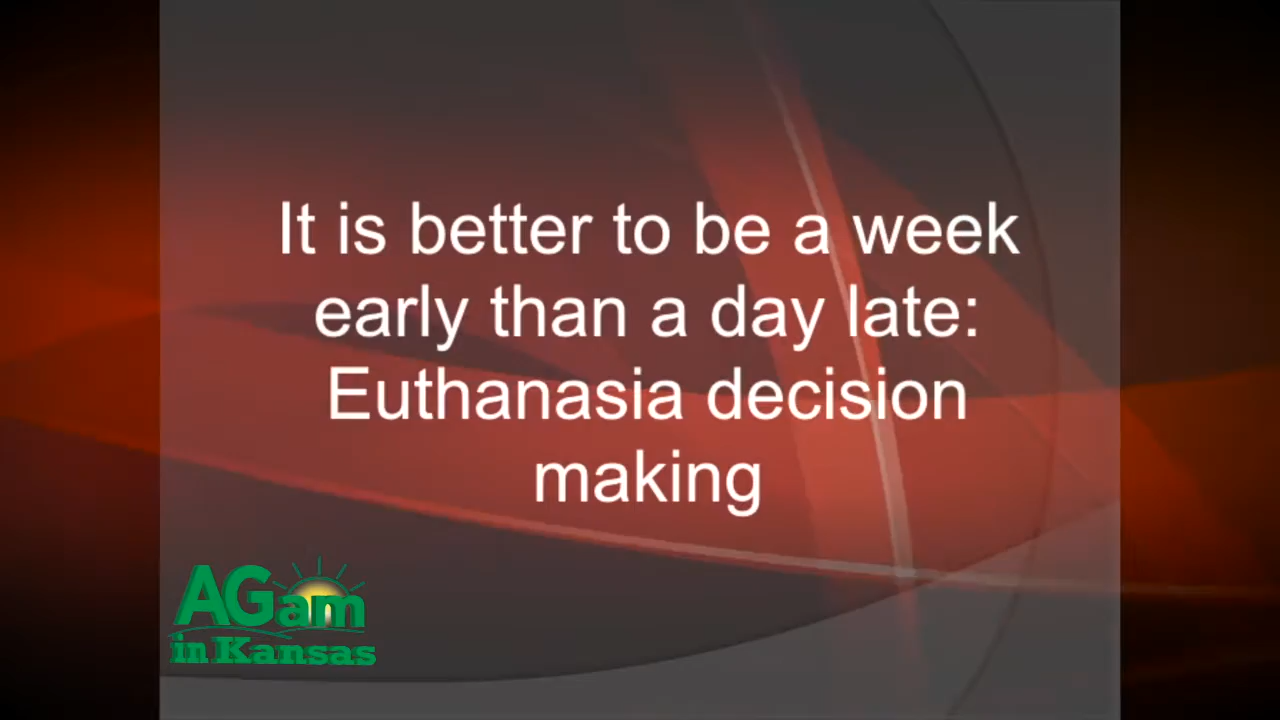 It is better to be a week
early than a day late:
Euthanasia decision
making
AGam
in Kansas